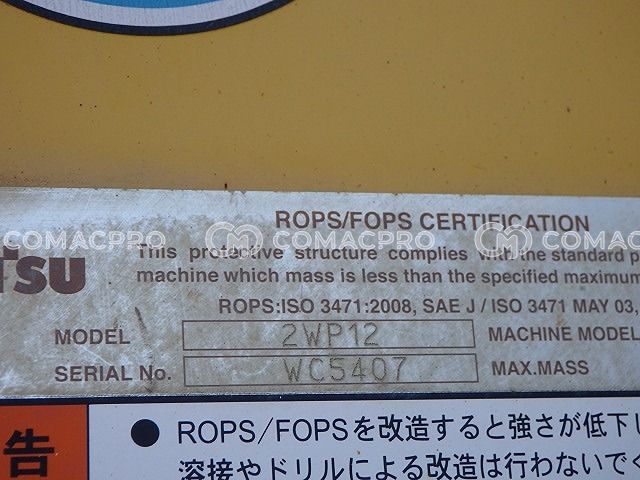 ROPS/FOPS CERTIFICATION
TSU This protective structure complies with the standard p
machine which mass is less than the specified maximum
ROPS:ISO 3471:2008, SAE J / ISO 3471 MAY 03,
MODEL 2WP12 MACHINE MODEL
SERIAL No. WC5407 MAX.MASS
告 ● ROPS/FOPSを改造すると強さが低下し
溶接やドリルによる改造は行わないでく
COMACPRO COMACPRO COMAC